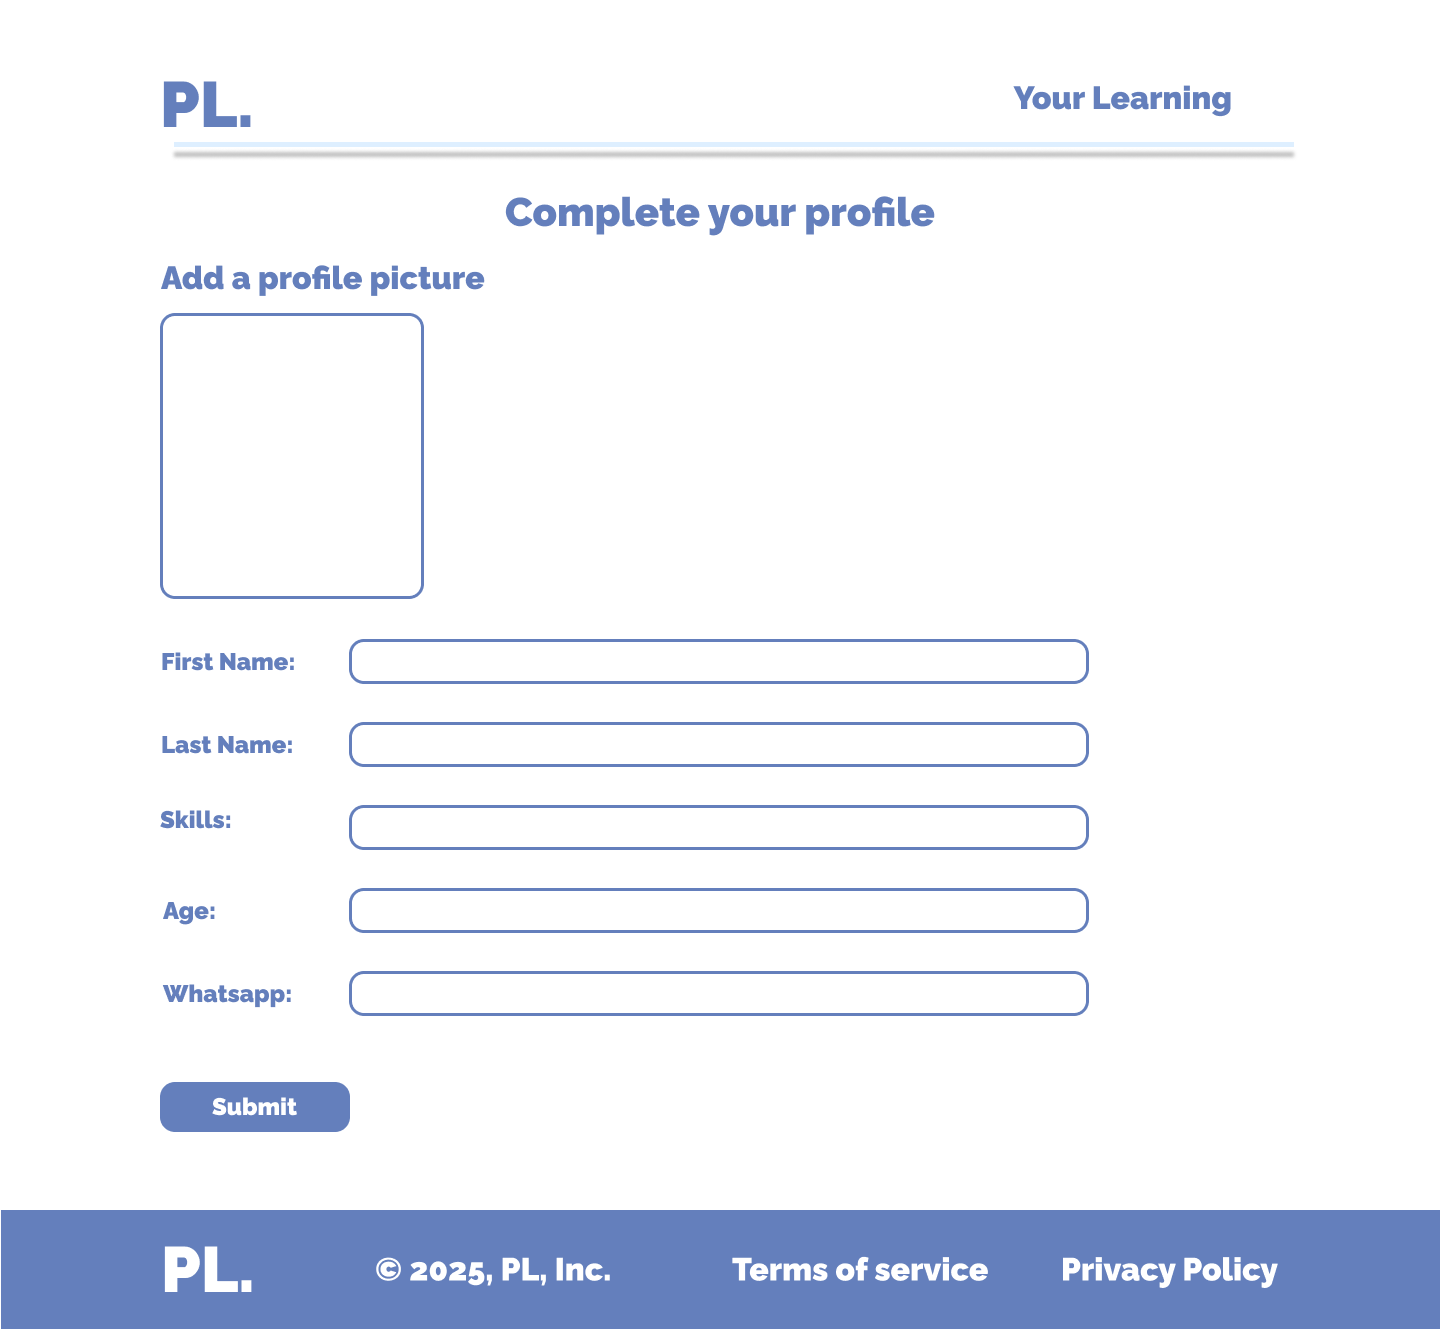 PL.
Your Learning
Complete your profile
Add a profile picture
First Name:
Last Name:
Skills:
Age:
Whatsapp:
Submit
PL.
© 2025, PL, Inc.
Terms of service
Privacy Policy